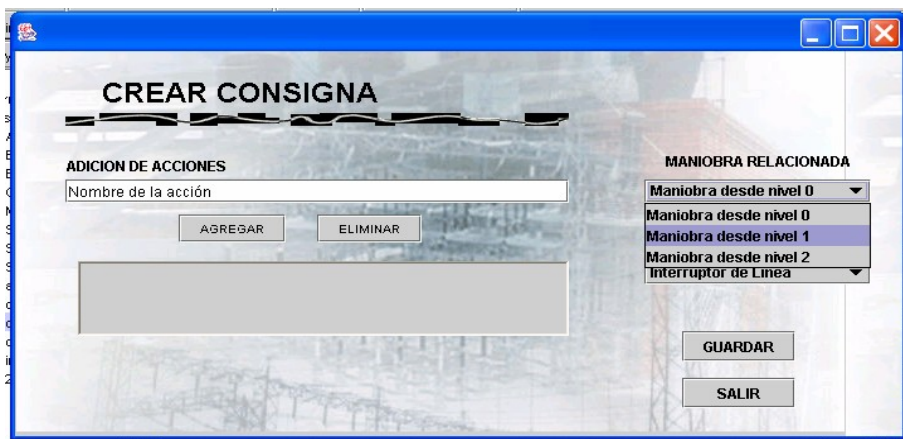 CREAR CONSIGNA
ADICION DE ACCIONES
Nombre de la acción
AGREGAR
ELIMINAR
MANIOBRA RELACIONADA
Maniobra desde nivel 0
Maniobra desde nivel 0
Maniobra desde nivel 1
Maniobra desde nivel 2
Interruptor de Linea
GUARDAR
SALIR